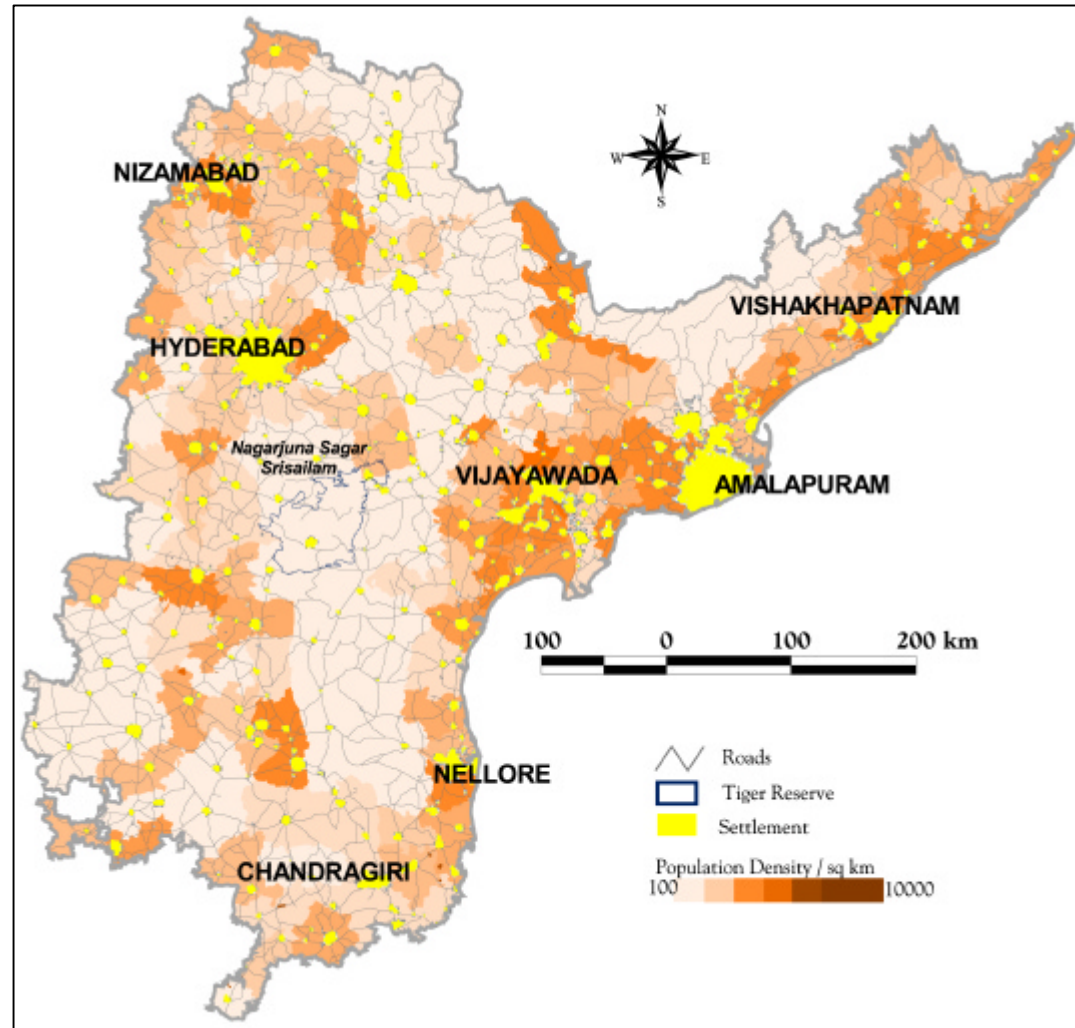 N
W E
S
NIZAMABAD
VISHAKHAPATNAM
HYDERABAD
Nagarjuna Sagar
Srisailam
VIJAYAWADA
AMALAPURAM
100 0 100 200 km
NELLORE
Roads
Tiger Reserve
Settlement
CHANDRAGIRI
Population Density / sq km
100 10000